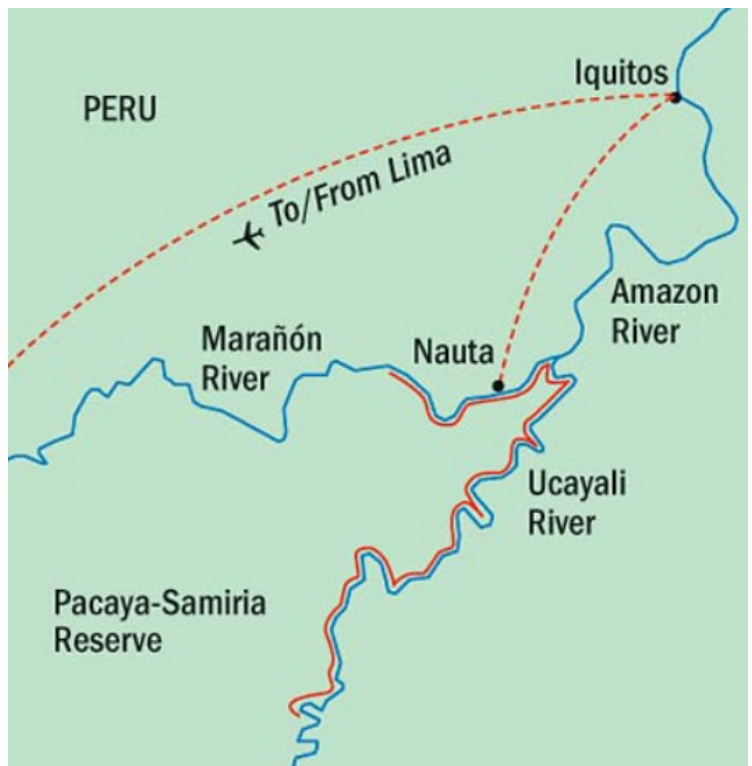 Iquitos
PERU
To/From Lima
Amazon
River
Marañón
River
Nauta
Ucayali
River
Pacaya-Samiria
Reserve